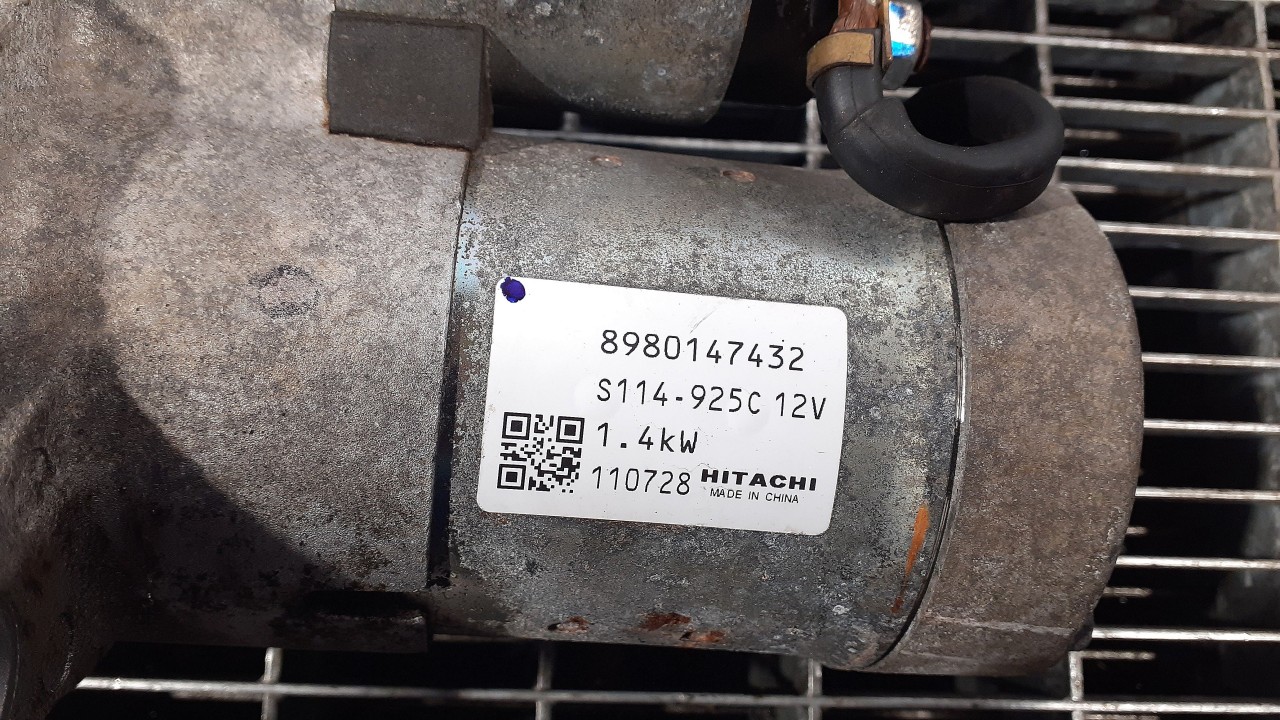 8980147432
S114-925C 12V
1.4kW
110728 HITACHI
MADE IN CHINA